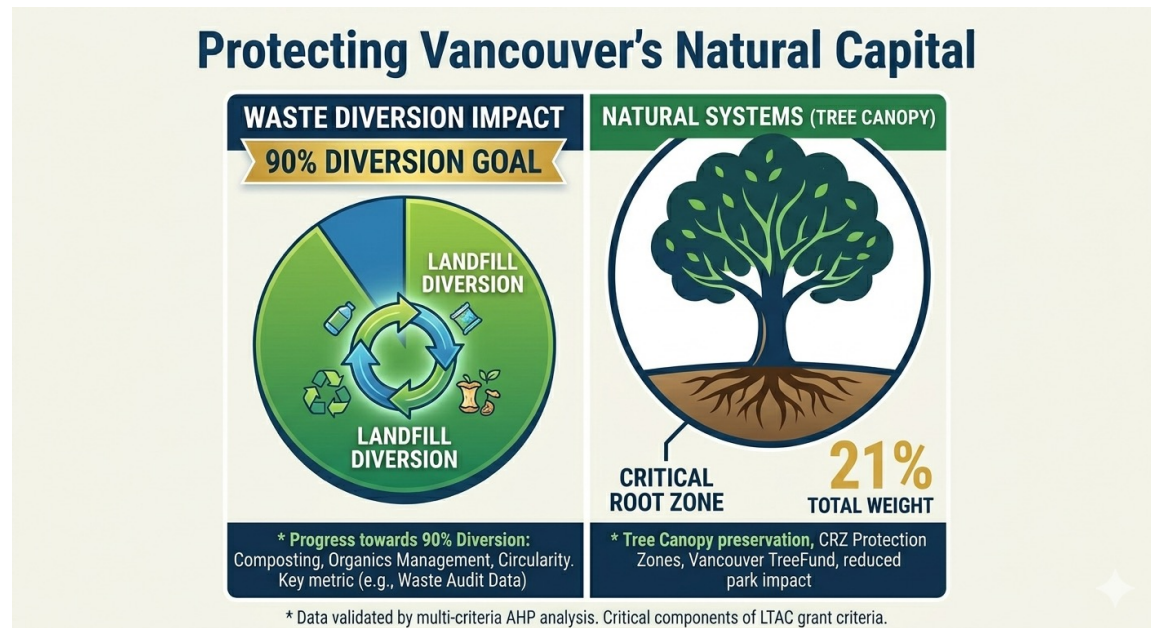 Protecting Vancouver's Natural Capital
WASTE DIVERSION IMPACT
90% DIVERSION GOAL
LANDFILL
DIVERSION
LANDFILL
DIVERSION
* Progress towards 90% Diversion:
Composting, Organics Management, Circularity.
Key metric (e.g., Waste Audit Data)
NATURAL SYSTEMS (TREE CANOPY)
CRITICAL
ROOT ZONE
21%
TOTAL WEIGHT
* Tree Canopy preservation, CRZ Protection
Zones, Vancouver TreeFund, reduced
park impact
* Data validated by multi-criteria AHP analysis. Critical components of LTAC grant criteria.